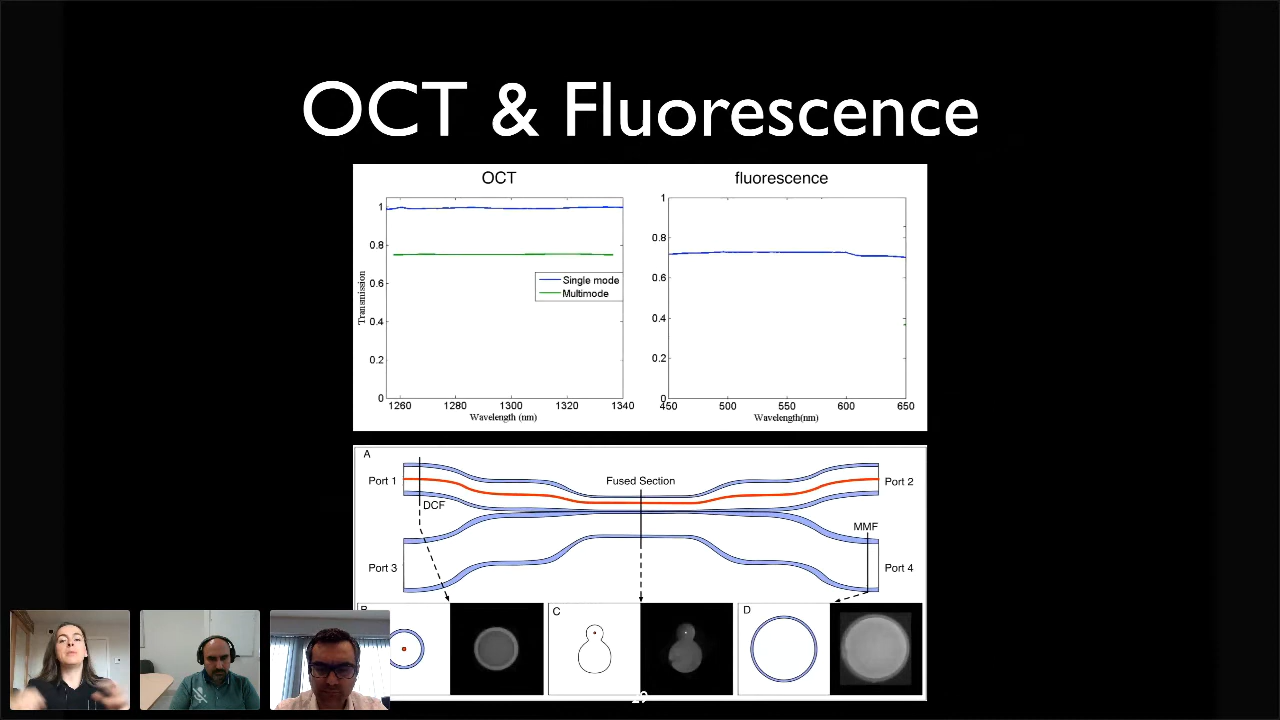 OCT & Fluorescence
OCT
fluorescence
1
0.8
0.6
0.4
0.2
0
Transmission
Single mode
Multimode
1260 1280 1300 1320 1340
Wavelength (nm)
1
0.8
0.6
0.4
0.2
0
450 500 550 600 650
Wavelength(nm)
A
Port 1
Fused Section
Port 2
DCF
MMF
Port 3
Port 4
B
C
D
29